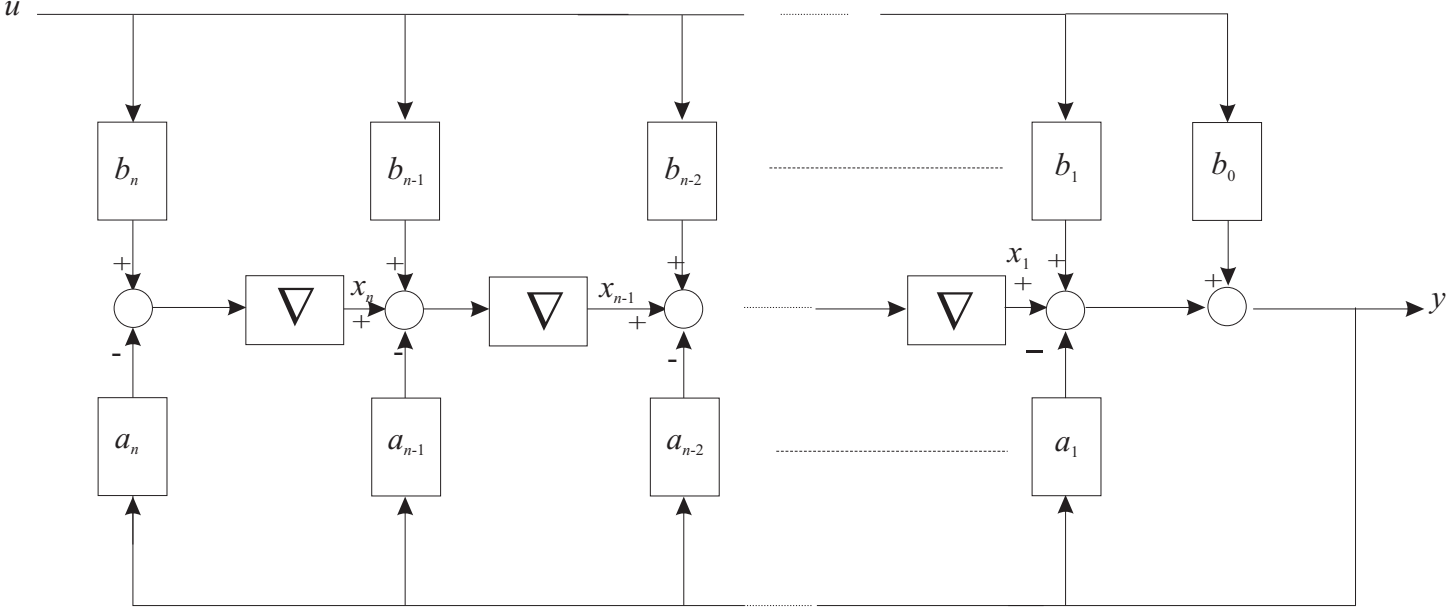 u
b_n b_{n-1} b_{n-2} b_1 b_0
+ + + x_1 + +
∇ x_n + ∇ x_{n-1} + ∇ + y
- - - −
a_n a_{n-1} a_{n-2} a_1